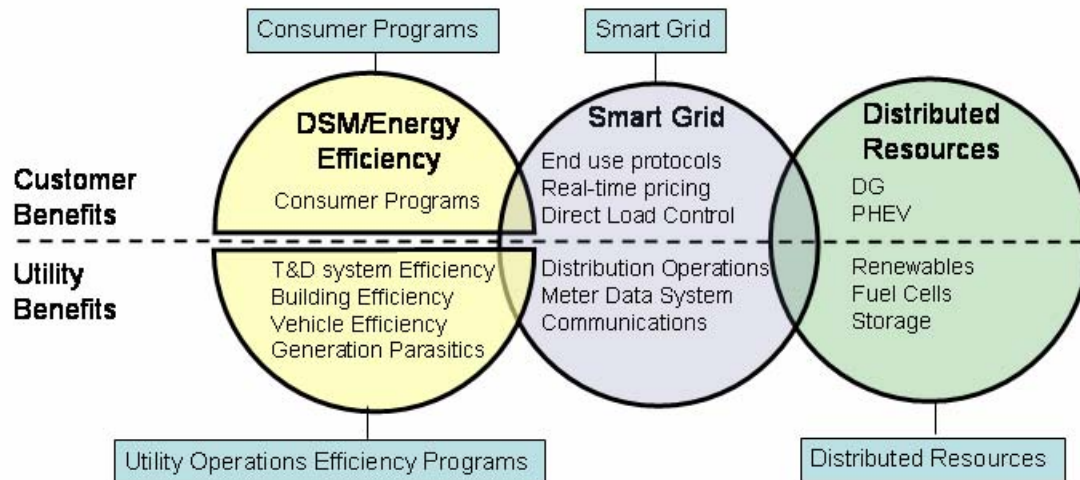 Consumer Programs
Smart Grid
DSM/Energy
Efficiency
Consumer Programs
Smart Grid
End use protocols
Real-time pricing
Direct Load Control
Distributed
Resources
DG
PHEV
Customer
Benefits
Utility
Benefits
T&D system Efficiency
Building Efficiency
Vehicle Efficiency
Generation Parasitics
Distribution Operations
Meter Data System
Communications
Renewables
Fuel Cells
Storage
Utility Operations Efficiency Programs
Distributed Resources